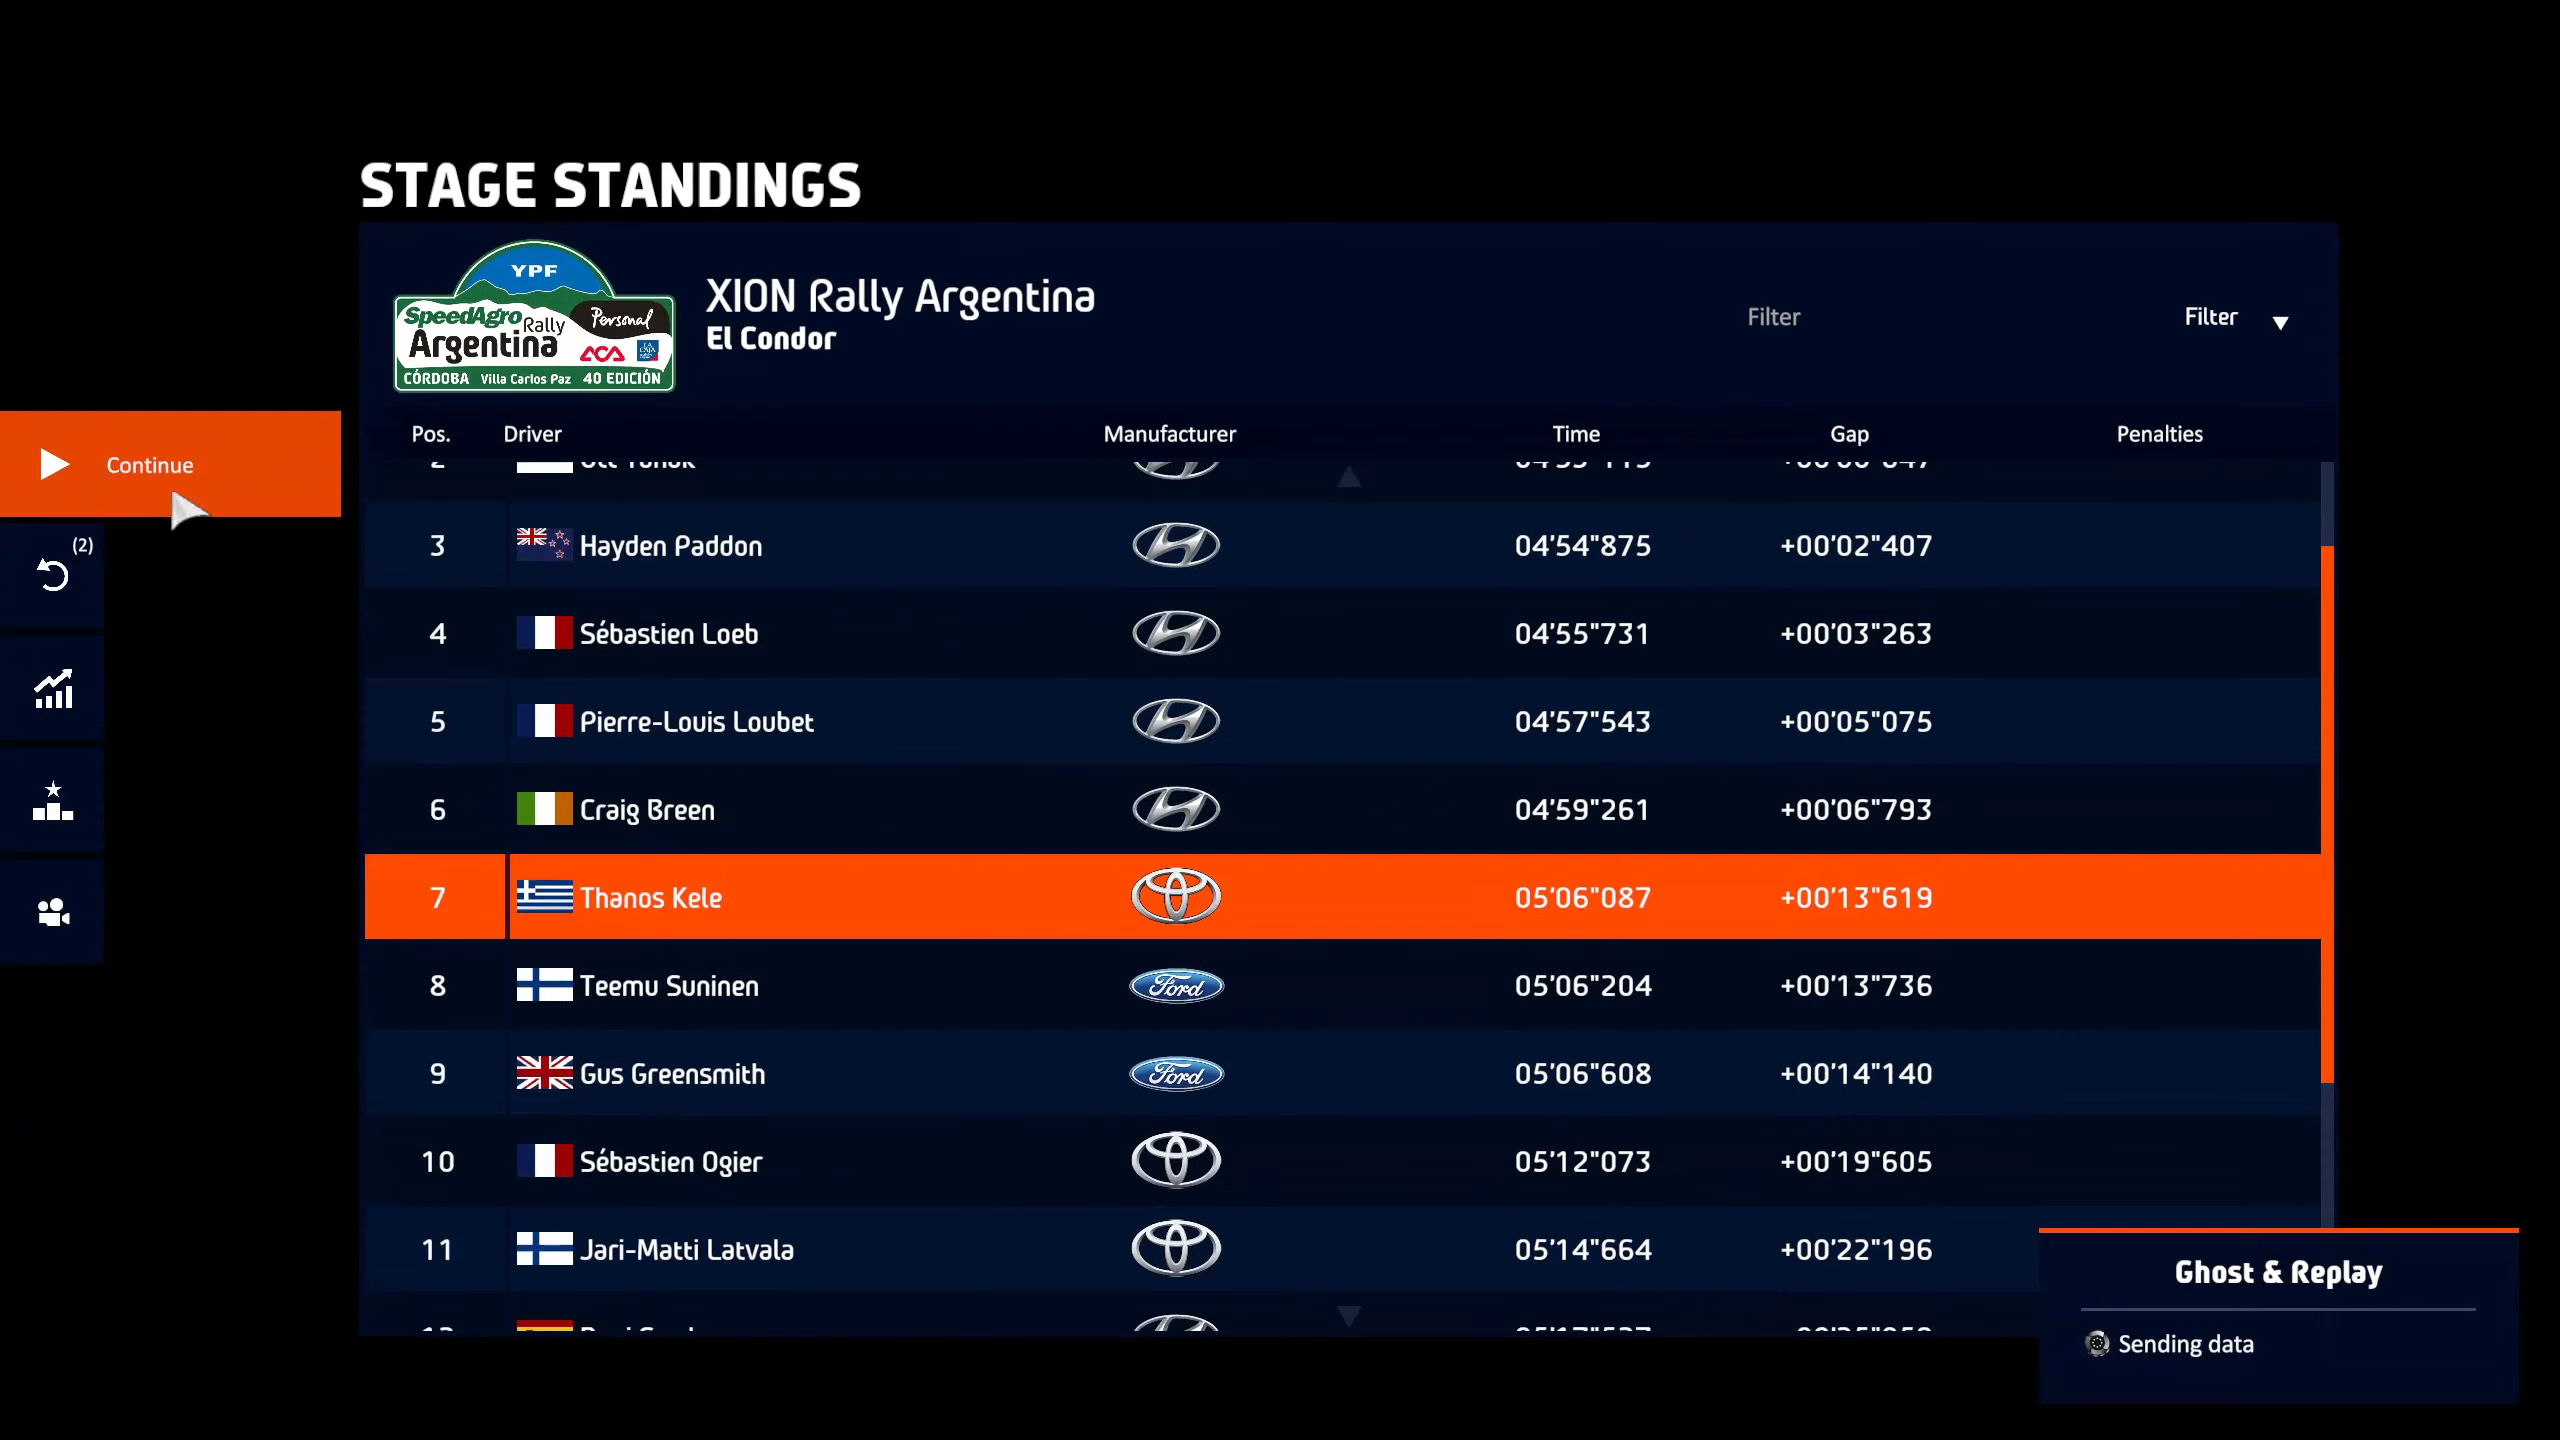 STAGE STANDINGS
YPF
SpeedAgro
Rally
Argentina
Personal
ACA
CÓRDOBA Villa Carlos Paz 40 EDICIÓN
XION Rally Argentina
El Condor
Filter
Filter
Continue
(2)
Pos. Driver Manufacturer Time Gap Penalties
3 Hayden Paddon 04'54"875 +00'02"407
4 Sébastien Loeb 04'55"731 +00'03"263
5 Pierre-Louis Loubet 04'57"543 +00'05"075
6 Craig Breen 04'59"261 +00'06"793
7 Thanos Kele 05'06"087 +00'13"619
8 Teemu Suninen Ford 05'06"204 +00'13"736
9 Gus Greensmith Ford 05'06"608 +00'14"140
10 Sébastien Ogier 05'12"073 +00'19"605
11 Jari-Matti Latvala 05'14"664 +00'22"196
Ghost & Replay
Sending data